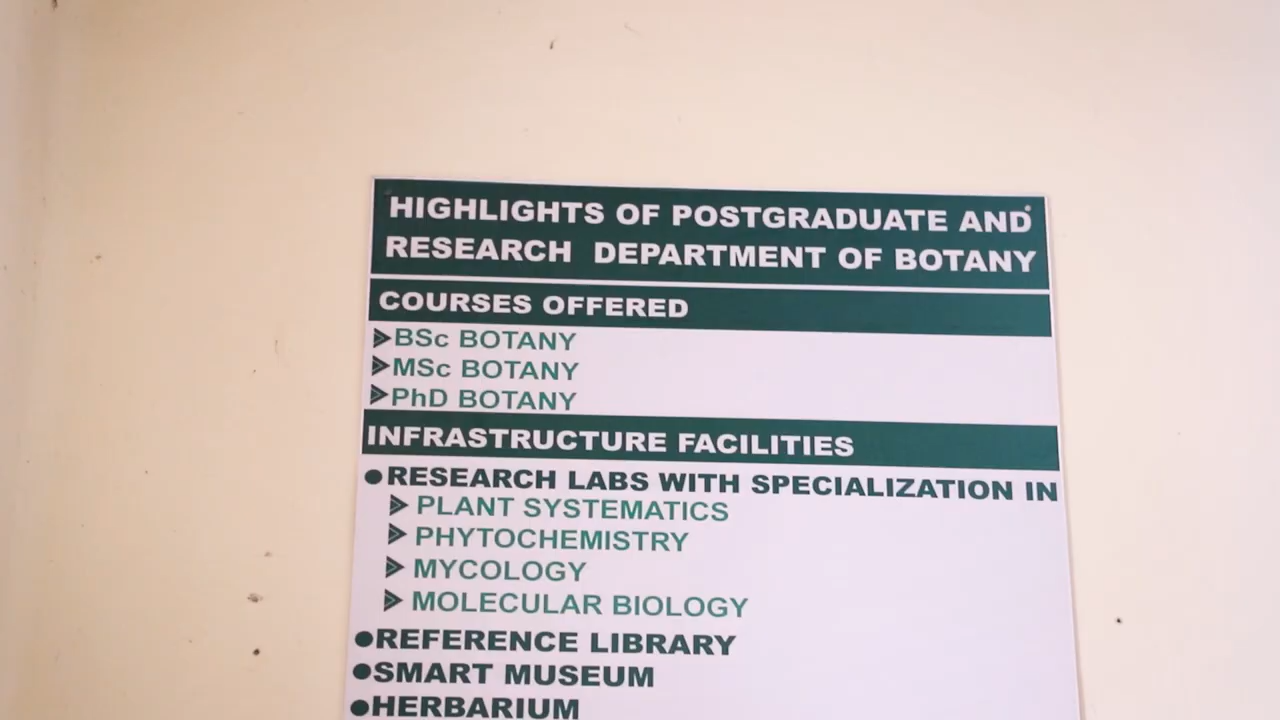 HIGHLIGHTS OF POSTGRADUATE AND
RESEARCH DEPARTMENT OF BOTANY
COURSES OFFERED
BSc BOTANY
MSc BOTANY
PhD BOTANY
INFRASTRUCTURE FACILITIES
●RESEARCH LABS WITH SPECIALIZATION IN
PLANT SYSTEMATICS
PHYTOCHEMISTRY
MYCOLOGY
MOLECULAR BIOLOGY
●REFERENCE LIBRARY
●SMART MUSEUM
●HERBARIUM